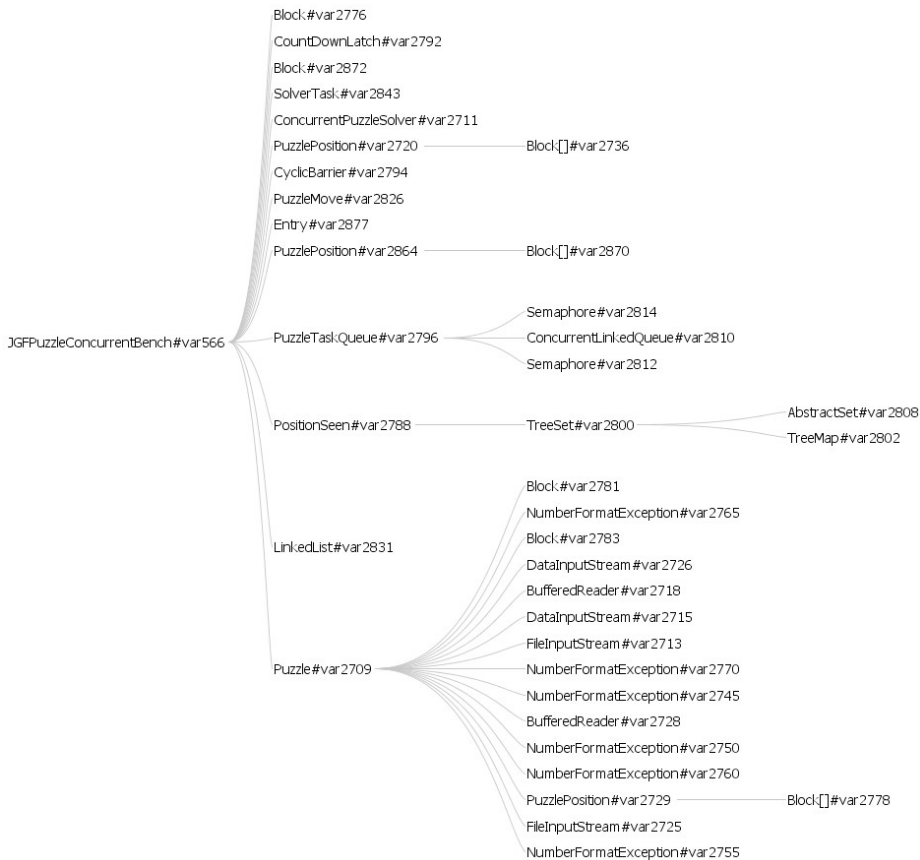 Block#var2776
CountDownLatch#var2792
Block#var2872
SolverTask#var2843
ConcurrentPuzzleSolver#var2711
PuzzlePosition#var2720 Block[]#var2736
CyclicBarrier#var2794
PuzzleMove#var2826
Entry#var2877
PuzzlePosition#var2864 Block[]#var2870
Semaphore#var2814
JGFPuzzleConcurrentBench#var566 PuzzleTaskQueue#var2796 ConcurrentLinkedQueue#var2810
Semaphore#var2812
AbstractSet#var2808
PositionSeen#var2788 TreeSet#var2800
TreeMap#var2802
Block#var2781
NumberFormatException#var2765
Block#var2783
LinkedList#var2831
DataInputStream#var2726
BufferedReader#var2718
DataInputStream#var2715
FileInputStream#var2713
Puzzle#var2709 NumberFormatException#var2770
NumberFormatException#var2745
BufferedReader#var2728
NumberFormatException#var2750
NumberFormatException#var2760
PuzzlePosition#var2729 Block[]#var2778
FileInputStream#var2725
NumberFormatException#var2755